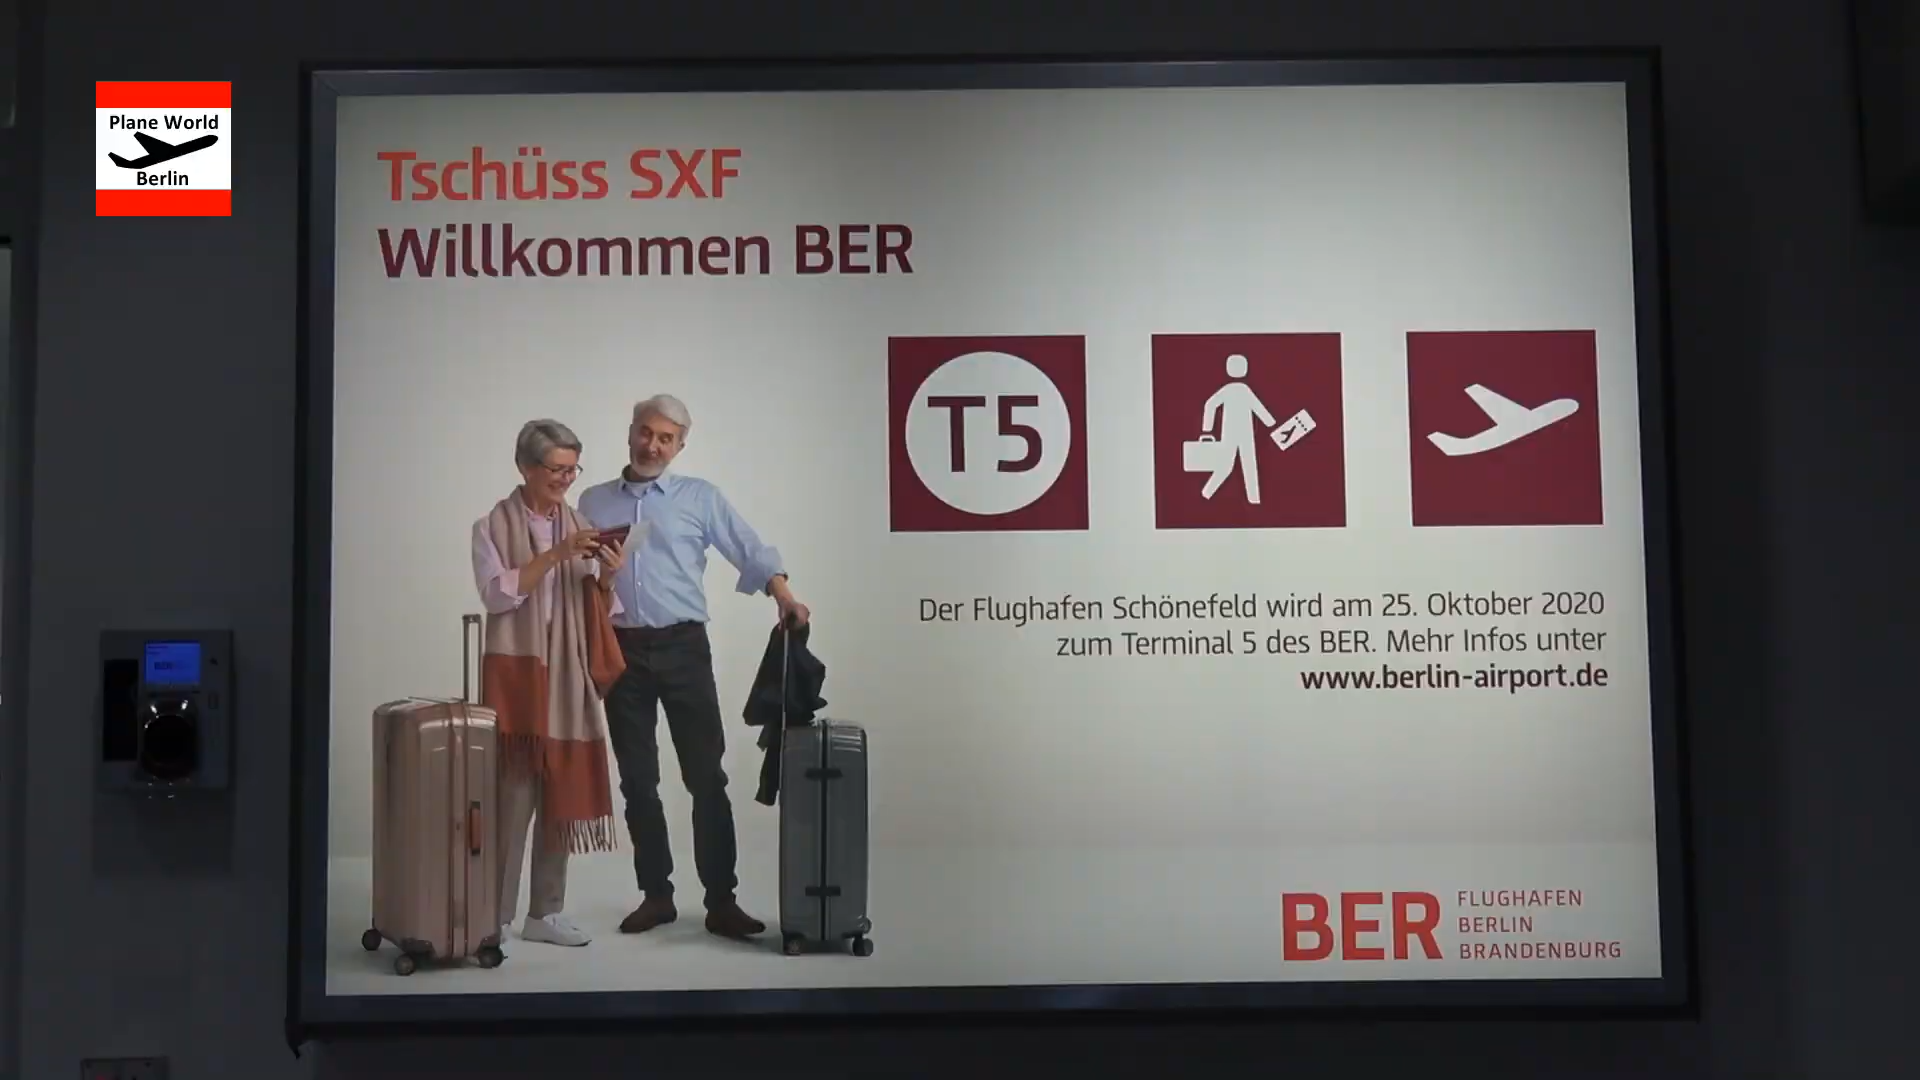 Plane World
Berlin
Tschüss SXF
Willkommen BER
T5
Der Flughafen Schönefeld wird am 25. Oktober 2020
zum Terminal 5 des BER. Mehr Infos unter
www.berlin-airport.de
BER
FLUGHAFEN
BERLIN
BRANDENBURG